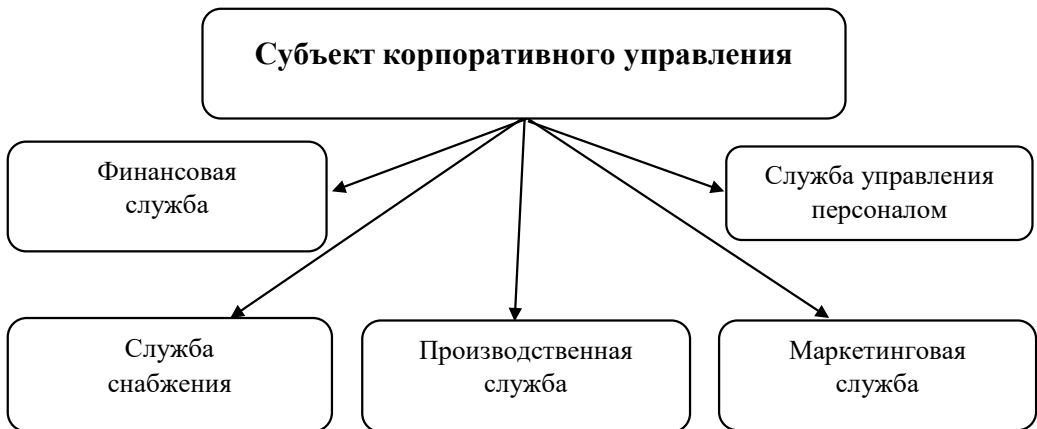 Субъект корпоративного управления
Финансовая
служба
Служба управления
персоналом
Служба
снабжения
Производственная
служба
Маркетинговая
служба